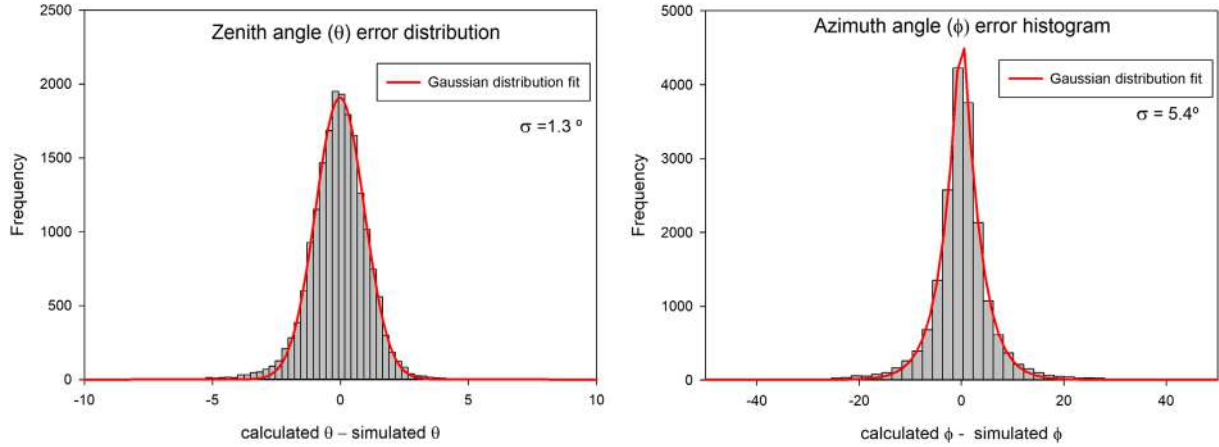 Zenith angle (θ) error distribution
Gaussian distribution fit
σ =1.3 º
Frequency
2500
2000
1500
1000
500
0
-10
-5
0
5
10
calculated θ – simulated θ
Azimuth angle (ϕ) error histogram
Gaussian distribution fit
σ = 5.4º
Frequency
5000
4000
3000
2000
1000
0
-40
-20
0
20
40
calculated ϕ - simulated ϕ